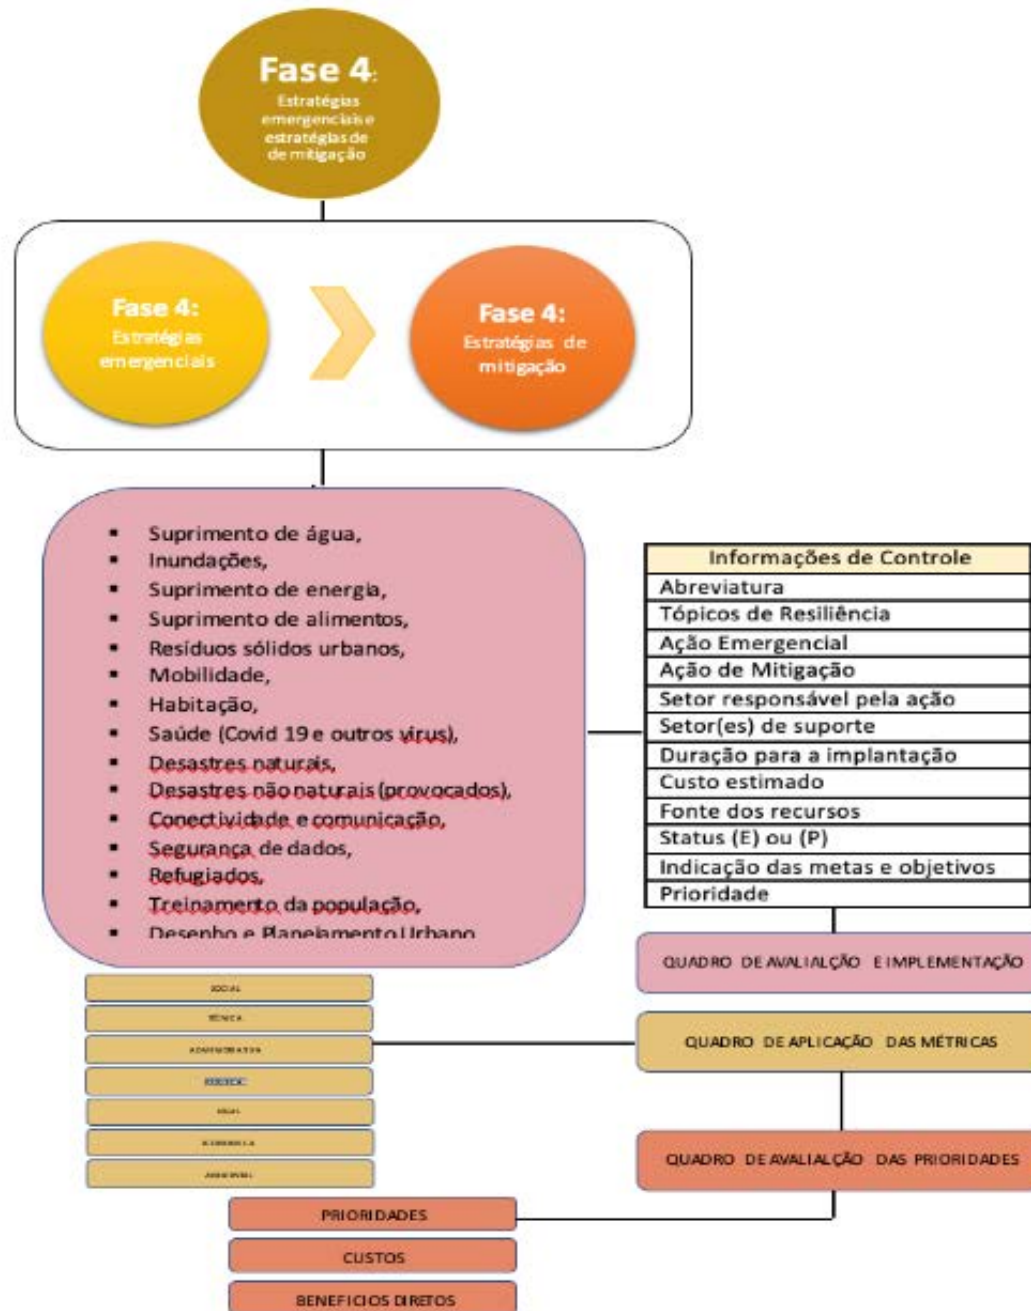 Fase 4:
Estratégias
emergenciais e
estratégias de
de mitigação
Fase 4:
Estratégias
emergenciais
Fase 4:
Estratégias de
mitigação
▪ Suprimento de água,
▪ Inundações,
▪ Suprimento de energia,
▪ Suprimento de alimentos,
▪ Resíduos sólidos urbanos,
▪ Mobilidade,
▪ Habitação,
▪ Saúde (Covid 19 e outros vírus),
▪ Desastres naturais,
▪ Desastres não naturais (provocados),
▪ Conectividade e comunicação,
▪ Segurança de dados,
▪ Refugiados,
▪ Treinamento da população,
▪ Desenho e Planejamento Urbano
Informações de Controle
Abreviatura
Tópicos de Resiliência
Ação Emergencial
Ação de Mitigação
Setor responsável pela ação
Setor(es) de suporte
Duração para a implantação
Custo estimado
Fonte dos recursos
Status (E) ou (P)
Indicação das metas e objetivos
Prioridade
QUADRO DE AVALIALÇÃO E IMPLEMENTAÇÃO
SOCIAL
TÉCNICA
ADMINISTRATIVA
LEGAL
ECONÔMICA
AMBIENTAL
QUADRO DE APLICAÇÃO DAS MÉTRICAS
QUADRO DE AVALIALÇÃO DAS PRIORIDADES
PRIORIDADES
CUSTOS
BENEFICIOS DIRETOS